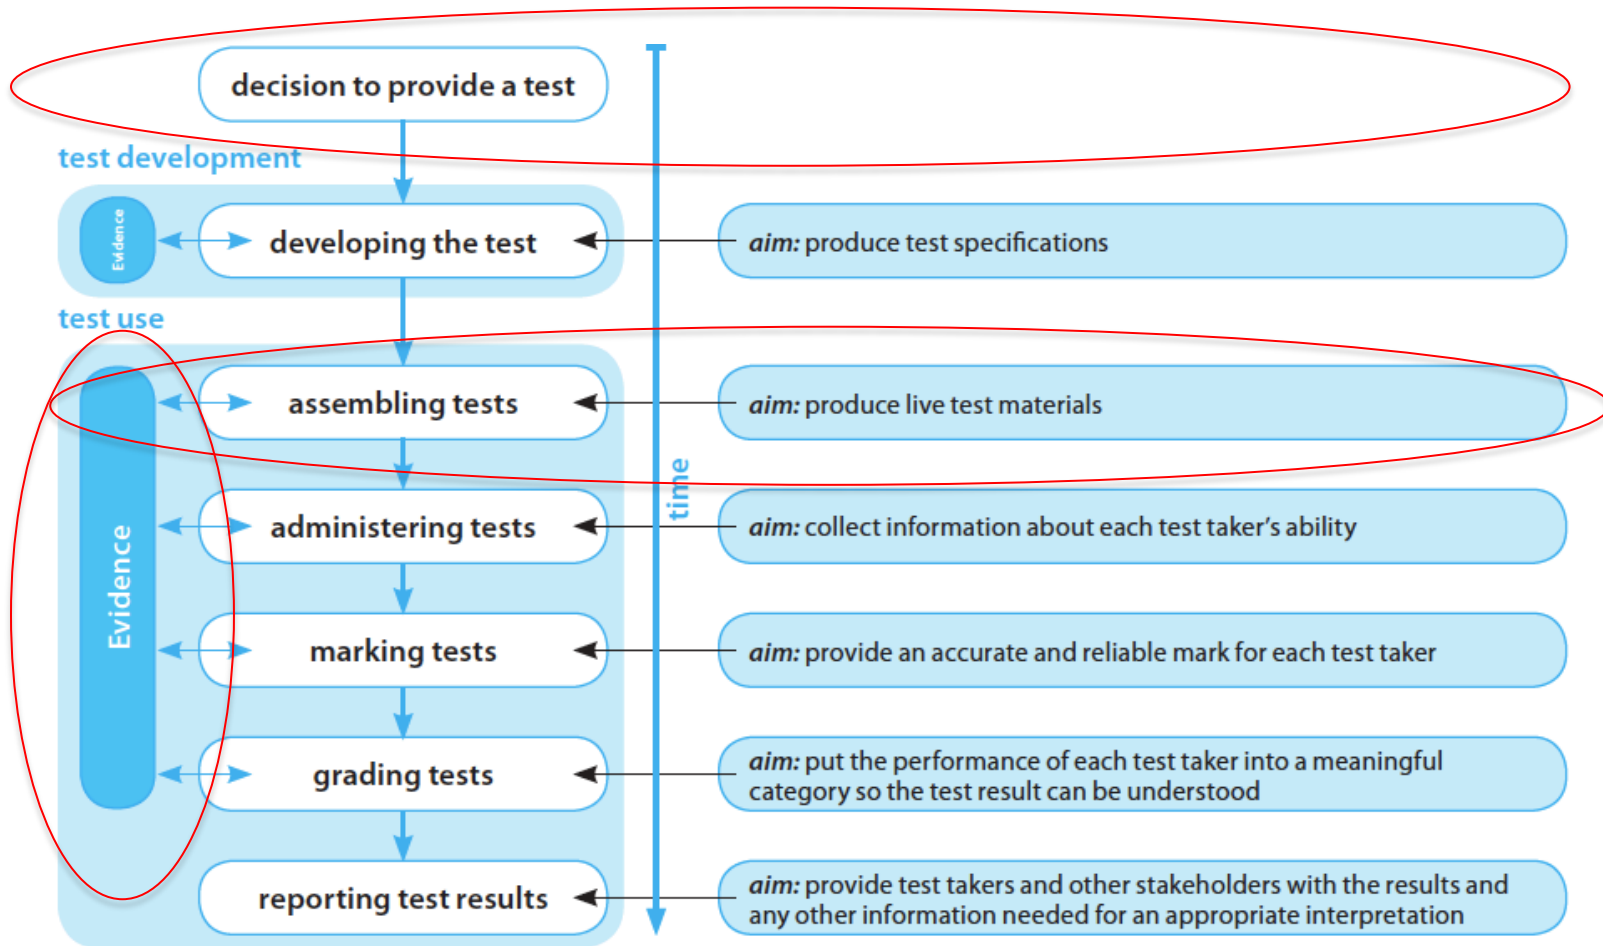 decision to provide a test
test development
Evidence
developing the test
aim: produce test specifications
test use
Evidence
assembling tests
aim: produce live test materials
time
administering tests
aim: collect information about each test taker's ability
marking tests
aim: provide an accurate and reliable mark for each test taker
grading tests
aim: put the performance of each test taker into a meaningful
category so the test result can be understood
reporting test results
aim: provide test takers and other stakeholders with the results and
any other information needed for an appropriate interpretation